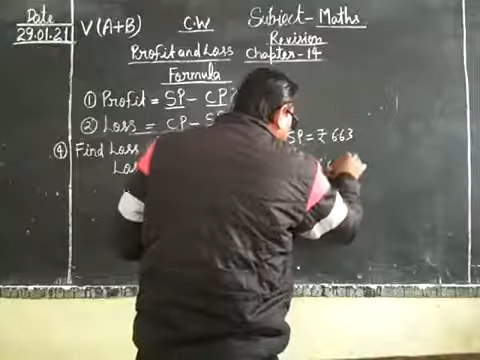 Date
29.01.21
V (A+B)
C.W
Subject - Maths
Revision
Profit and Loss Chapter - 14
Formula
① Profit = SP - CP
② Loss = CP - S
④ Find Loss
SP = ₹ 663
Los